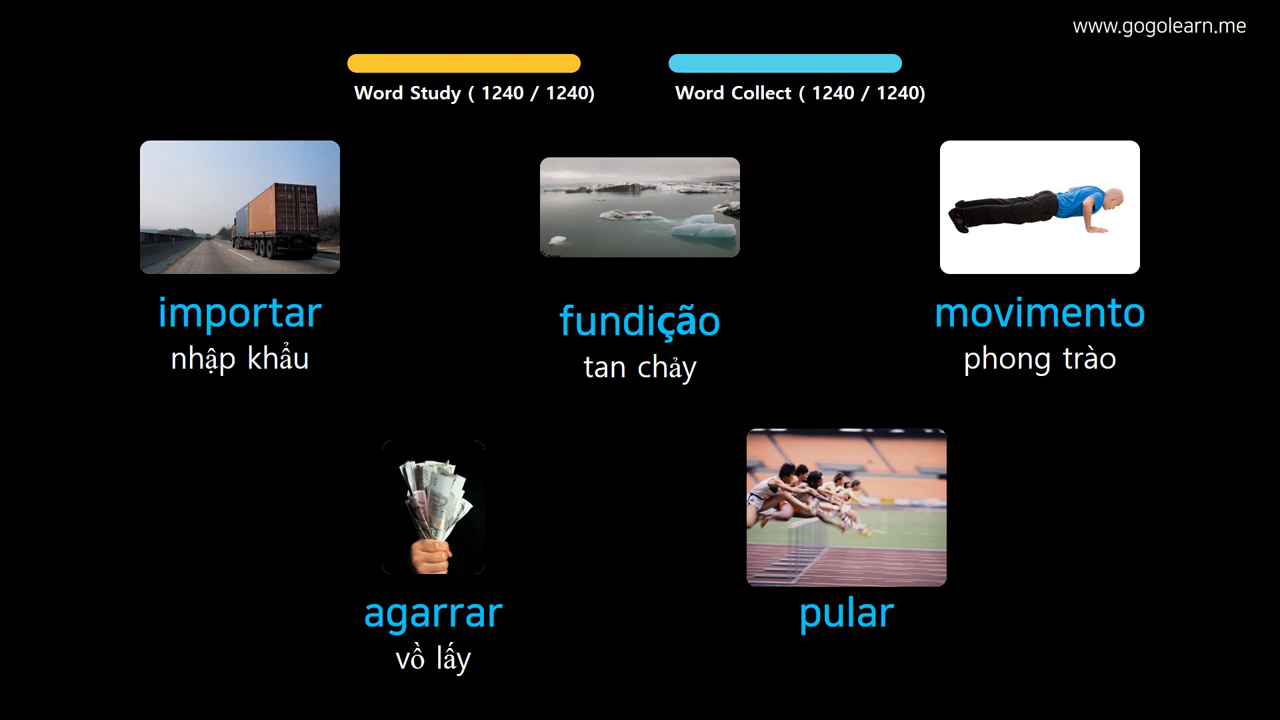 www.gogolearn.me
Word Study ( 1240 / 1240)
Word Collect ( 1240 / 1240)
importar
nhập khẩu
fundição
tan chảy
movimento
phong trào
agarrar
vồ lấy
pular